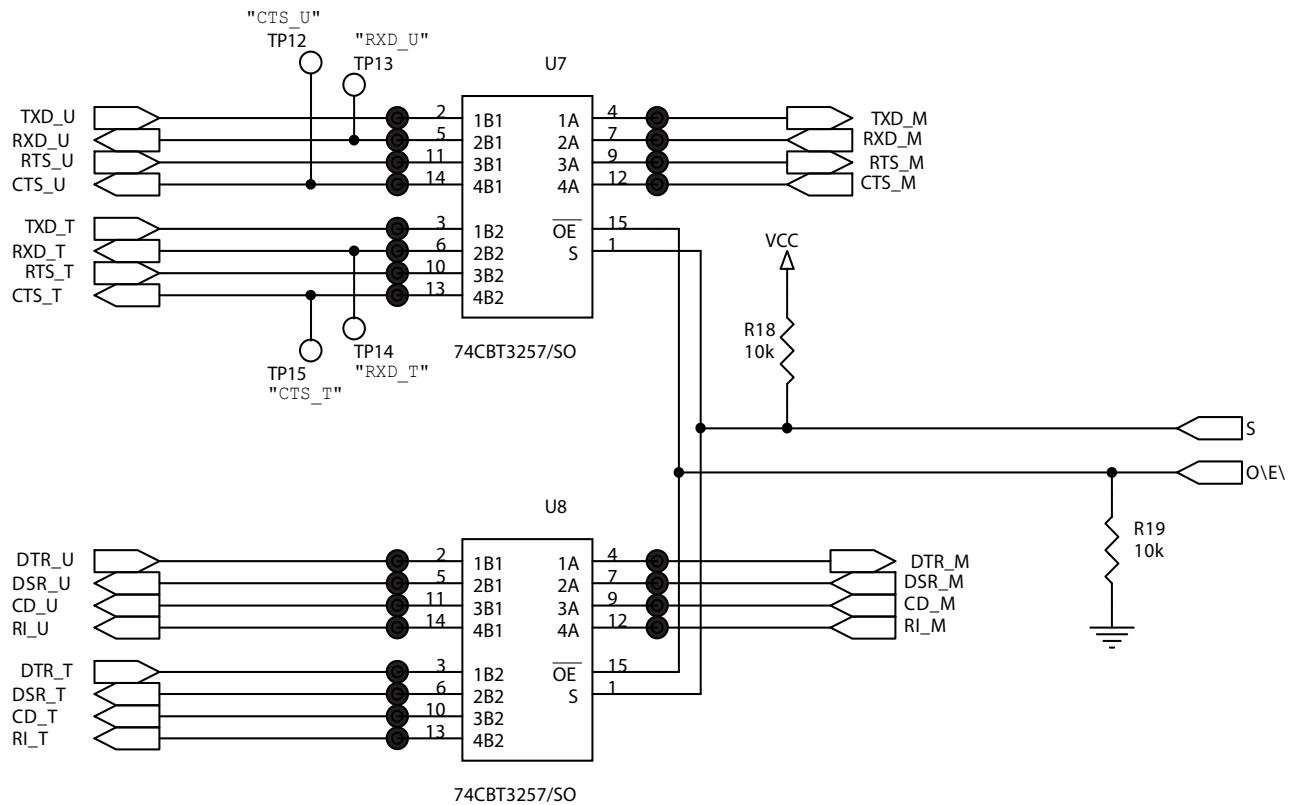 "CTS_U"
TP12
"RXD_U"
TP13
U7
TXD_U
RXD_U
RTS_U
CTS_U
2
5
11
14
1B1
2B1
3B1
4B1
1A
2A
3A
4A
4
7
9
12
TXD_M
RXD_M
RTS_M
CTS_M
TXD_T
RXD_T
RTS_T
CTS_T
3
6
10
13
1B2
2B2
3B2
4B2
OE
S
15
1
VCC
R18
10k
TP14
"RXD_T"
TP15
"CTS_T"
74CBT3257/SO
S
O\E\
R19
10k
U8
DTR_U
DSR_U
CD_U
RI_U
2
5
11
14
1B1
2B1
3B1
4B1
1A
2A
3A
4A
4
7
9
12
DTR_M
DSR_M
CD_M
RI_M
DTR_T
DSR_T
CD_T
RI_T
3
6
10
13
1B2
2B2
3B2
4B2
OE
S
15
1
74CBT3257/SO